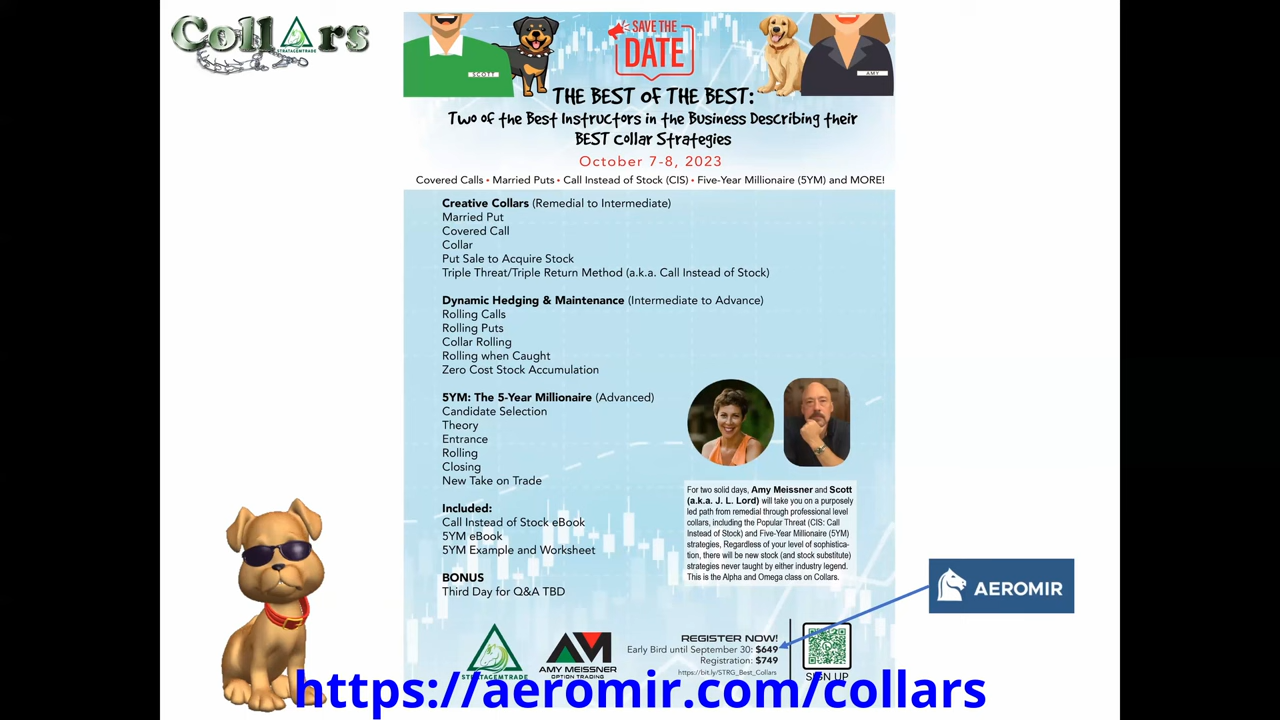 Collars
STRATAGEMTRADE
SCOTT
SAVE THE
DATE
AMY
THE BEST OF THE BEST:
Two of the Best Instructors in the Business Describing their
BEST Collar Strategies
October 7-8, 2023
Covered Calls • Married Puts • Call Instead of Stock (CIS) • Five-Year Millionaire (5YM) and MORE!
Creative Collars (Remedial to Intermediate)
Married Put
Covered Call
Collar
Put Sale to Acquire Stock
Triple Threat/Triple Return Method (a.k.a. Call Instead of Stock)
Dynamic Hedging & Maintenance (Intermediate to Advance)
Rolling Calls
Rolling Puts
Collar Rolling
Rolling when Caught
Zero Cost Stock Accumulation
5YM: The 5-Year Millionaire (Advanced)
Candidate Selection
Theory
Entrance
Rolling
Closing
New Take on Trade
Included:
Call Instead of Stock eBook
5YM eBook
5YM Example and Worksheet
BONUS
Third Day for Q&A TBD
For two solid days, Amy Meissner and Scott
(a.k.a. J. L. Lord) will take you on a purposely
led path from remedial through professional level
collars, including the Popular Threat (CIS: Call
Instead of Stock) and Five-Year Millionaire (5YM)
strategies, Regardless of your level of sophistica-
tion, there will be new stock (and stock substitute)
strategies never taught by either industry legend.
This is the Alpha and Omega class on Collars.
AEROMIR
STRATAGEMTRADE
AMY MEISSNER
OPTION TRADING
REGISTER NOW!
Early Bird until September 30: $649
Registration: $749
https://bit.ly/STRG_Best_Collars
SIGN UP
https://aeromir.com/collars